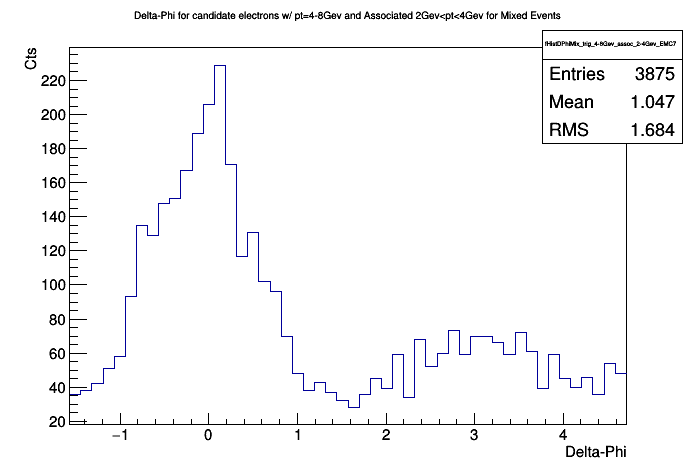 Delta-Phi for candidate electrons w/ pt=4-8Gev and Associated 2Gev<pt<4Gev for Mixed Events
Cts
fHistDPhiMix_trig_4-8Gev_assoc_2-4Gev_EMC7
Entries 3875
Mean 1.047
RMS 1.684
220
200
180
160
140
120
100
80
60
40
20
−1 0 1 2 3 4
Delta-Phi